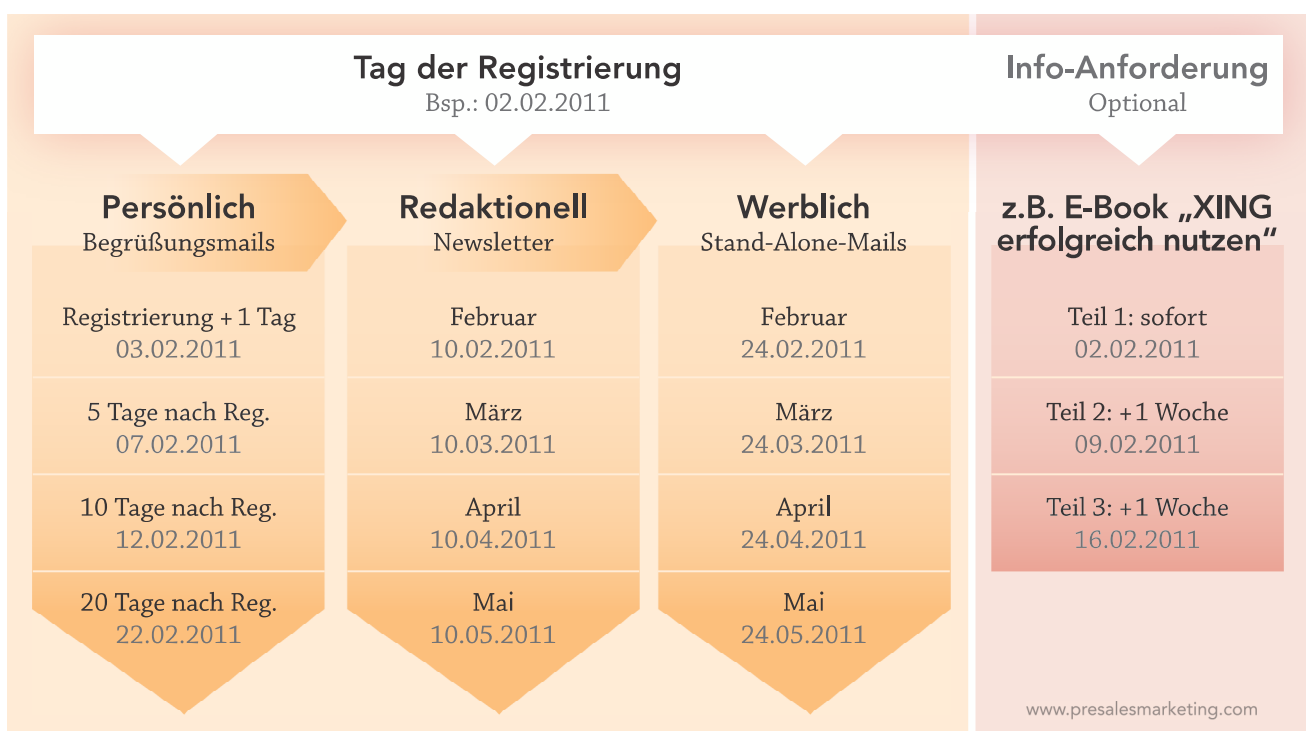 Tag der Registrierung
Bsp.: 02.02.2011
Info-Anforderung
Optional
Persönlich
Begrüßungsmails
Registrierung + 1 Tag
03.02.2011
5 Tage nach Reg.
07.02.2011
10 Tage nach Reg.
12.02.2011
20 Tage nach Reg.
22.02.2011
Redaktionell
Newsletter
Februar
10.02.2011
März
10.03.2011
April
10.04.2011
Mai
10.05.2011
Werblich
Stand-Alone-Mails
Februar
24.02.2011
März
24.03.2011
April
24.04.2011
Mai
24.05.2011
z.B. E-Book „XING
erfolgreich nutzen“
Teil 1: sofort
02.02.2011
Teil 2: +1 Woche
09.02.2011
Teil 3: +1 Woche
16.02.2011
www.presalesmarketing.com